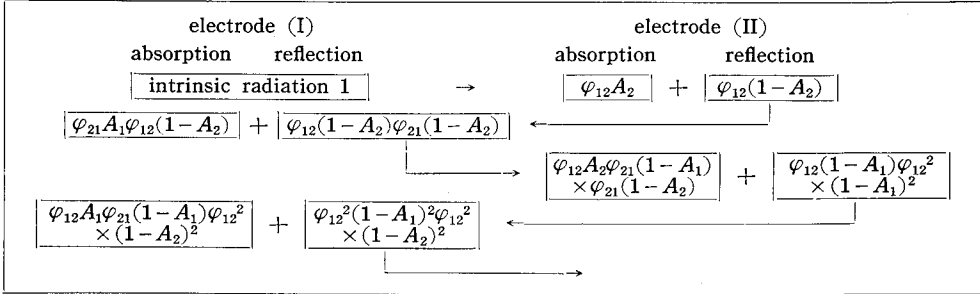 electrode (I) electrode (II)
absorption reflection absorption reflection
intrinsic radiation 1 → φ₁₂A₂ + φ₁₂(1−A₂)
φ₂₁A₁φ₁₂(1−A₂) + φ₁₂(1−A₂)φ₂₁(1−A₂)
φ₁₂A₂φ₂₁(1−A₁) + φ₁₂(1−A₁)φ₁₂²
×φ₂₁(1−A₂) ×(1−A₁)²
φ₁₂A₁φ₂₁(1−A₁)φ₁₂² + φ₁₂²(1−A₁)²φ₁₂²
×(1−A₂)² ×(1−A₂)²